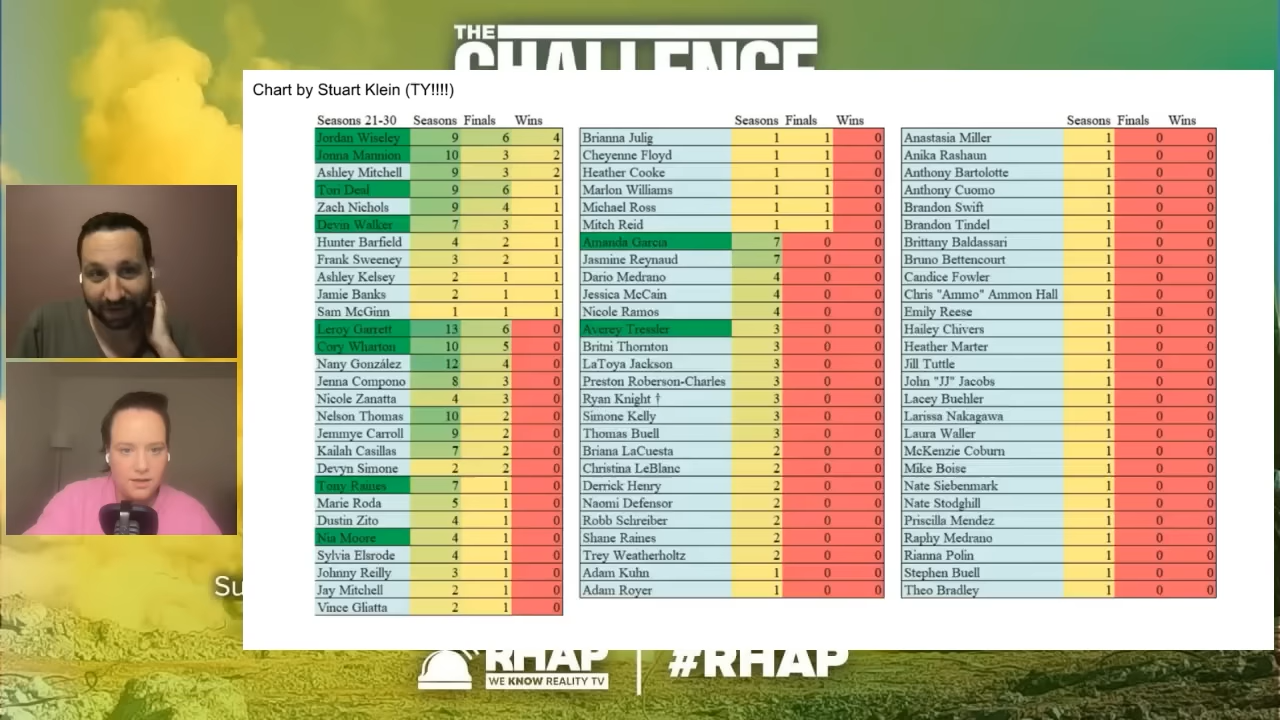 THE
CHALLENGE
Chart by Stuart Klein (TY!!!!)
Seasons 21-30 Seasons Finals Wins
Jordan Wiseley 9 6 4
Jonna Mannion 10 3 2
Ashley Mitchell 9 3 2
Tori Deal 9 6 1
Zach Nichols 9 4 1
Devin Walker 7 3 1
Hunter Barfield 4 2 1
Frank Sweeney 3 2 1
Ashley Kelsey 2 1 1
Jamie Banks 2 1 1
Sam McGinn 1 1 1
Leroy Garrett 13 6 0
Cory Wharton 10 5 0
Nany González 12 4 0
Jenna Compono 8 3 0
Nicole Zanatta 4 3 0
Nelson Thomas 10 2 0
Jemmye Carroll 9 2 0
Kailah Casillas 7 2 0
Devyn Simone 2 2 0
Tony Raines 7 1 0
Marie Roda 5 1 0
Dustin Zito 4 1 0
Nia Moore 4 1 0
Sylvia Elsrode 4 1 0
Johnny Reilly 3 1 0
Jay Mitchell 2 1 0
Vince Gliatta 2 1 0
Seasons Finals Wins
Brianna Julig 1 1 0
Cheyenne Floyd 1 1 0
Heather Cooke 1 1 0
Marlon Williams 1 1 0
Michael Ross 1 1 0
Mitch Reid 1 1 0
Amanda Garcia 7 0 0
Jasmine Reynaud 7 0 0
Dario Medrano 4 0 0
Jessica McCain 4 0 0
Nicole Ramos 4 0 0
Averey Tressler 3 0 0
Britni Thornton 3 0 0
LaToya Jackson 3 0 0
Preston Roberson-Charles 3 0 0
Ryan Knight † 3 0 0
Simone Kelly 3 0 0
Thomas Buell 3 0 0
Briana LaCuesta 2 0 0
Christina LeBlanc 2 0 0
Derrick Henry 2 0 0
Naomi Defensor 2 0 0
Robb Schreiber 2 0 0
Shane Raines 2 0 0
Trey Weatherholtz 2 0 0
Adam Kuhn 1 0 0
Adam Royer 1 0 0
Seasons Finals Wins
Anastasia Miller 1 0 0
Anika Rashaun 1 0 0
Anthony Bartolotte 1 0 0
Anthony Cuomo 1 0 0
Brandon Swift 1 0 0
Brandon Tindel 1 0 0
Brittany Baldassari 1 0 0
Bruno Bettencourt 1 0 0
Candice Fowler 1 0 0
Chris "Ammo" Ammon Hall 1 0 0
Emily Reese 1 0 0
Hailey Chivers 1 0 0
Heather Marter 1 0 0
Jill Tuttle 1 0 0
John "JJ" Jacobs 1 0 0
Lacey Buehler 1 0 0
Larissa Nakagawa 1 0 0
Laura Waller 1 0 0
McKenzie Coburn 1 0 0
Mike Boise 1 0 0
Nate Siebenmark 1 0 0
Nate Stodghill 1 0 0
Priscilla Mendez 1 0 0
Raphy Medrano 1 0 0
Rianna Polin 1 0 0
Stephen Buell 1 0 0
Theo Bradley 1 0 0
Su
RHAP
WE KNOW REALITY TV
#RHAP